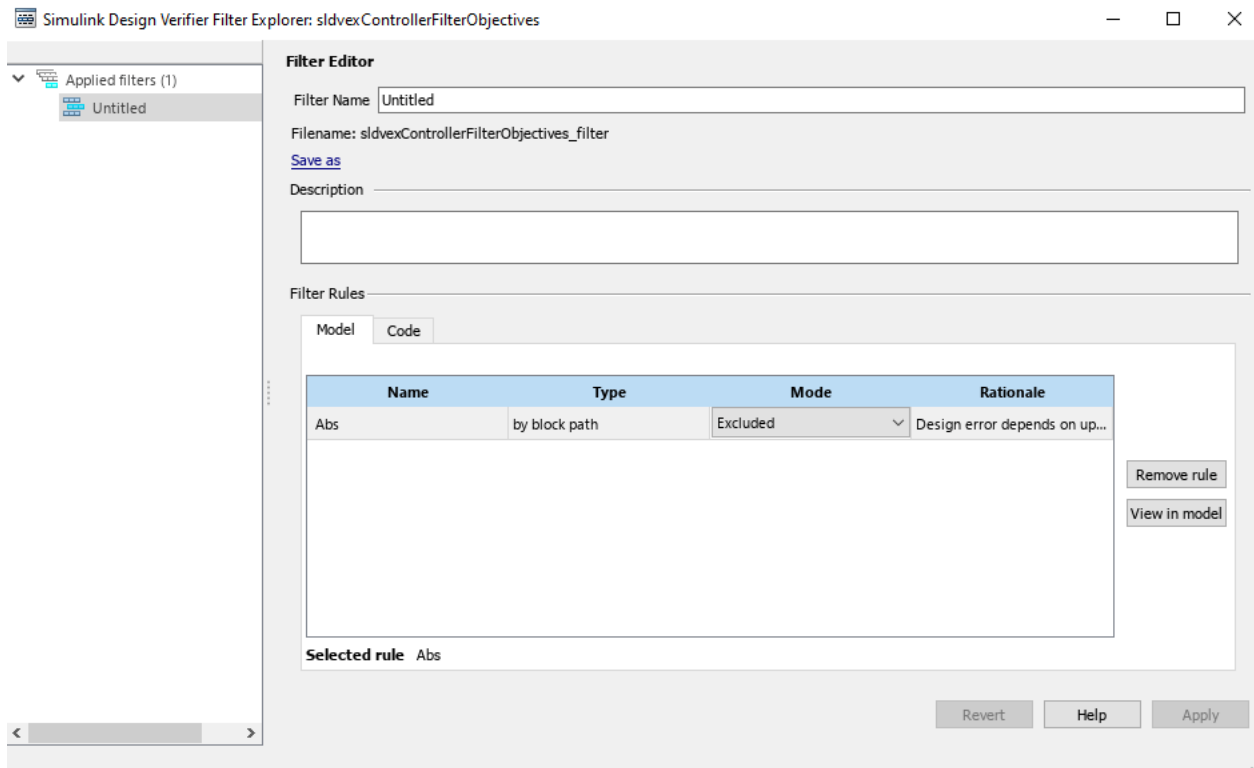 Simulink Design Verifier Filter Explorer: sldvexControllerFilterObjectives
Applied filters (1)
Untitled
Filter Editor
Filter Name Untitled
Filename: sldvexControllerFilterObjectives_filter
Save as
Description
Filter Rules
Model Code
Name Type Mode Rationale
Abs by block path Excluded Design error depends on up...
Remove rule
View in model
Selected rule Abs
Revert Help Apply